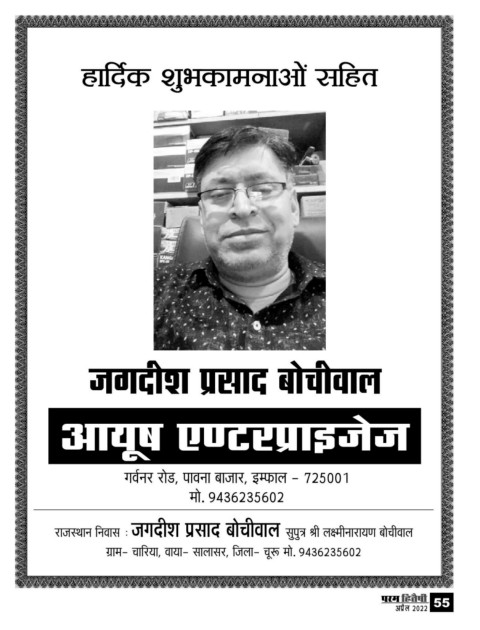 हार्दिक शुभकामनाओं सहित
जगदीश प्रसाद बोचीवाल
आयूष एण्टरप्राइजेज
गर्वनर रोड, पावना बाजार, इम्फाल – 725001
मो. 9436235602
राजस्थान निवास : जगदीश प्रसाद बोचीवाल सुपुत्र श्री लक्ष्मीनारायण बोचीवाल
ग्राम– चारिया, वाया– सालासर, जिला– चूरू मो. 9436235602
परम हितैषी
अप्रैल 2022 55